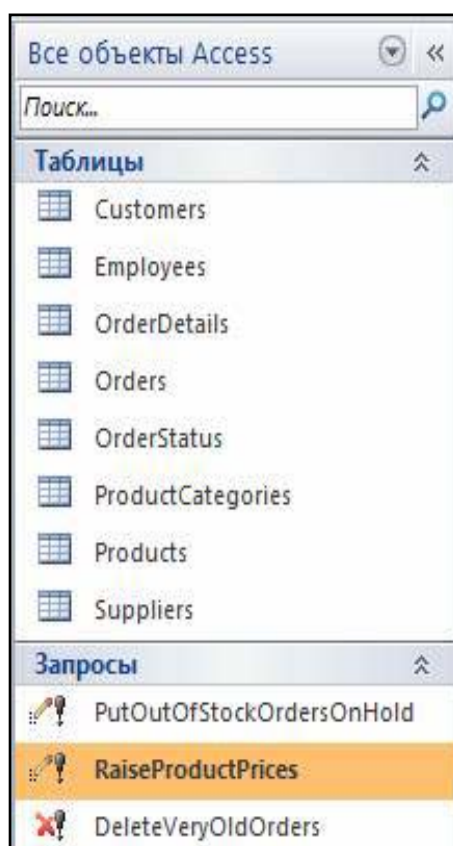 Все объекты Access
Поиск...
Таблицы
Customers
Employees
OrderDetails
Orders
OrderStatus
ProductCategories
Products
Suppliers
Запросы
PutOutOfStockOrdersOnHold
RaiseProductPrices
DeleteVeryOldOrders